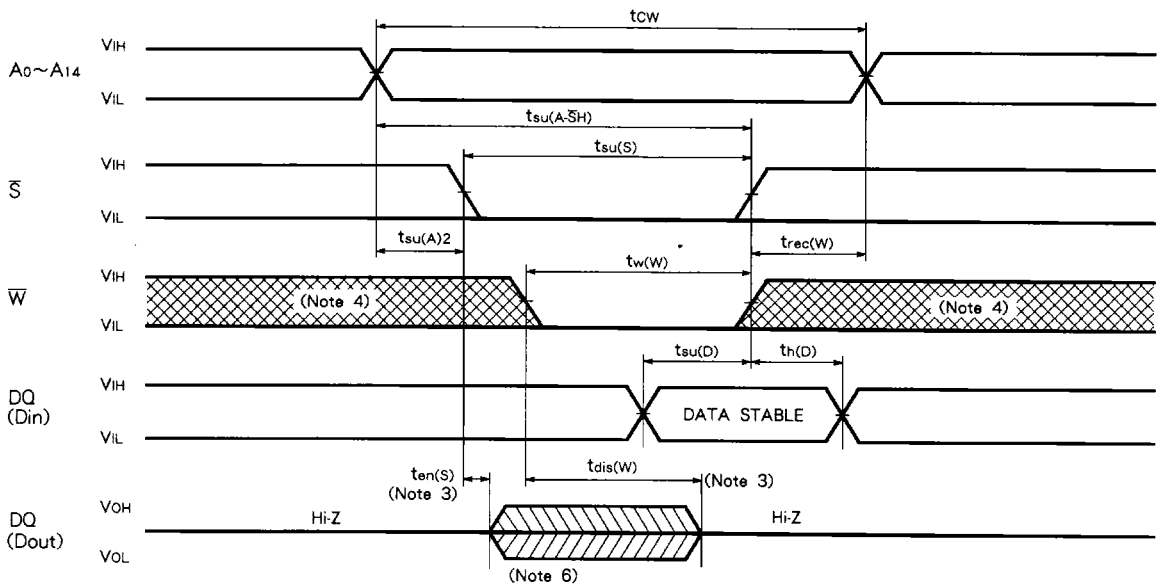 tCW
VIH
A0~A14
VIL
tsu(A-S̅H)
tsu(S)
VIH
S̅
VIL
tsu(A)2
trec(W)
tw(W)
VIH
W̅
(Note 4)
(Note 4)
VIL
tsu(D)
th(D)
VIH
DQ
(Din)
DATA STABLE
VIL
ten(S)
(Note 3)
tdis(W)
(Note 3)
VOH
DQ
(Dout)
Hi-Z
Hi-Z
VOL
(Note 6)